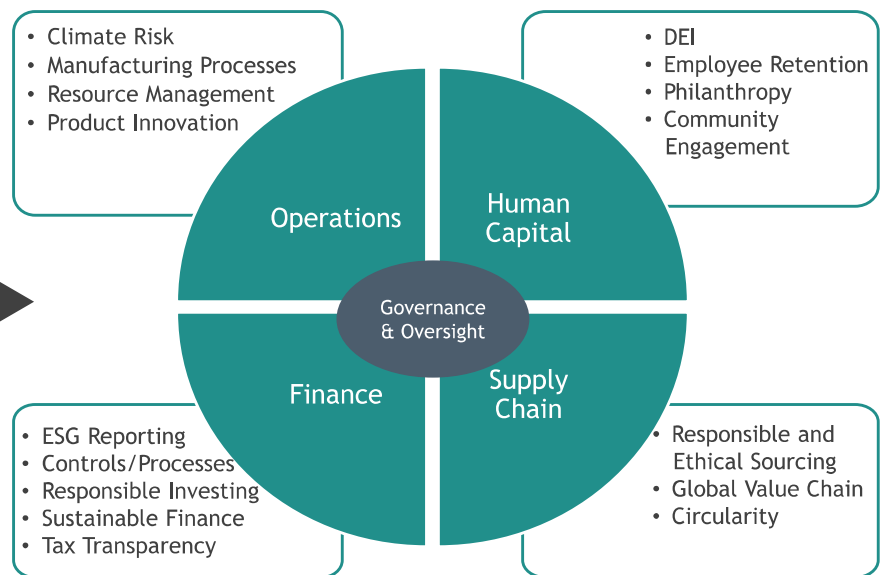 • Climate Risk
• Manufacturing Processes
• Resource Management
• Product Innovation
• DEI
• Employee Retention
• Philanthropy
• Community
Engagement
Operations
Human
Capital
Governance
& Oversight
Finance
Supply
Chain
• ESG Reporting
• Controls/Processes
• Responsible Investing
• Sustainable Finance
• Tax Transparency
• Responsible and
Ethical Sourcing
• Global Value Chain
• Circularity